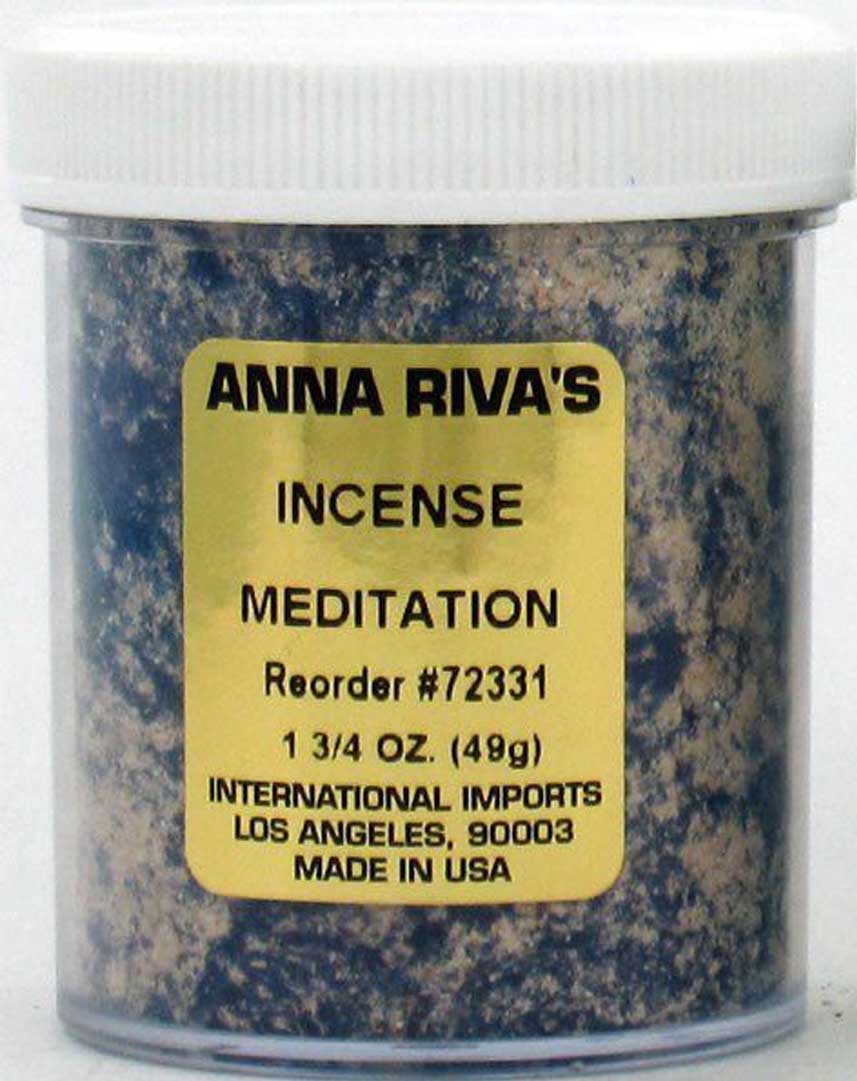 ANNA RIVA'S
INCENSE
MEDITATION
Reorder #72331
1 3/4 OZ. (49g)
INTERNATIONAL IMPORTS
LOS ANGELES, 90003
MADE IN USA